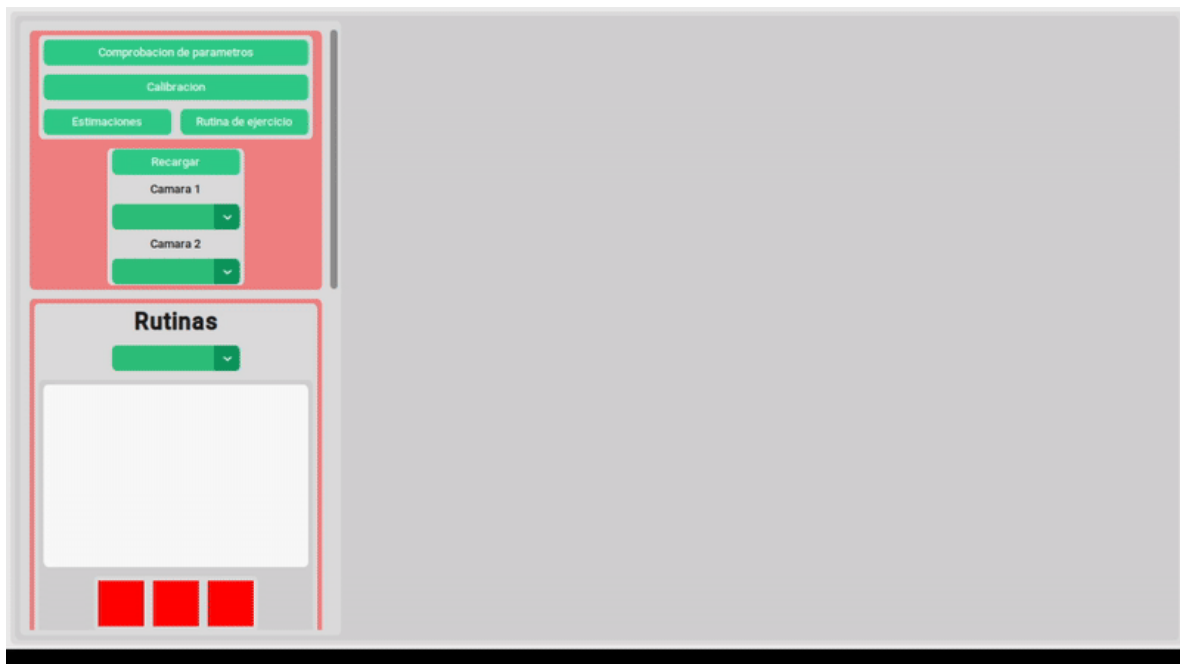 Comprobacion de parametros
Calibracion
Estimaciones
Rutina de ejercicio
Recargar
Camara 1
Camara 2
Rutinas